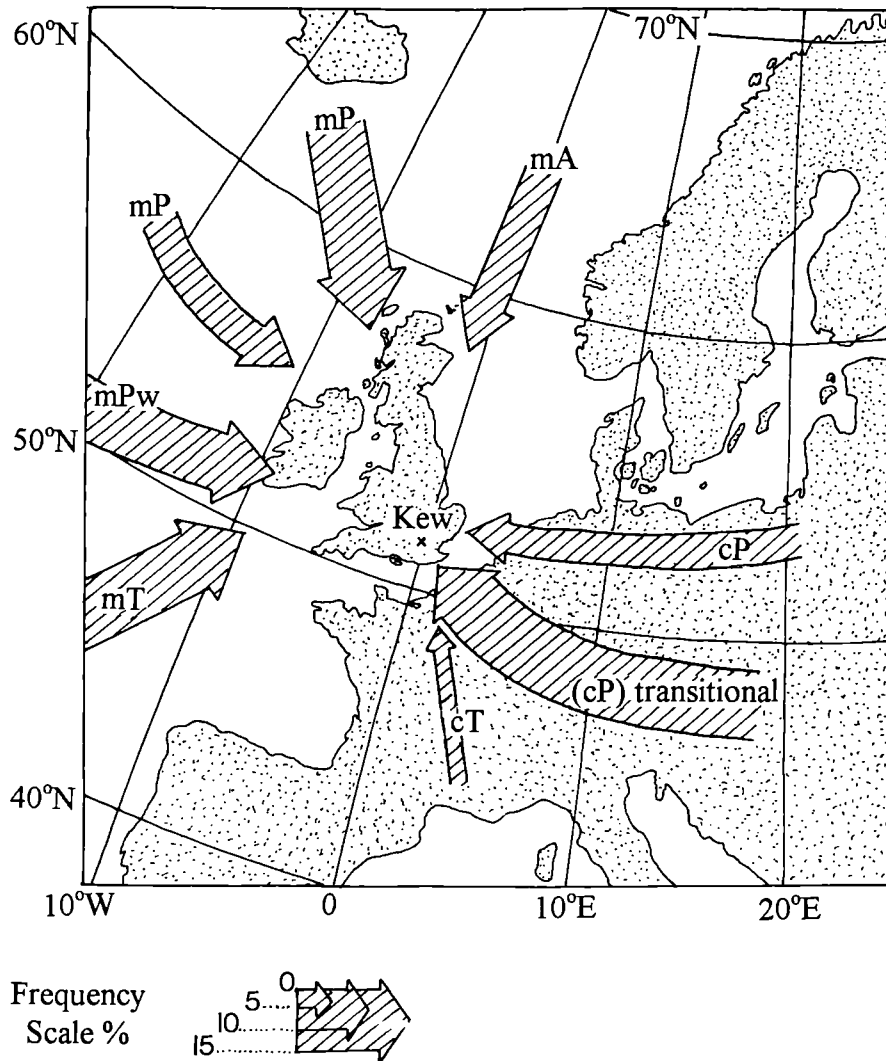 60°N
70°N
mP
mA
mP
mPw
50°N
Kew
cP
mT
(cP) transitional
cT
40°N
10°W
0
10°E
20°E
Frequency
Scale %
0
5
10
15